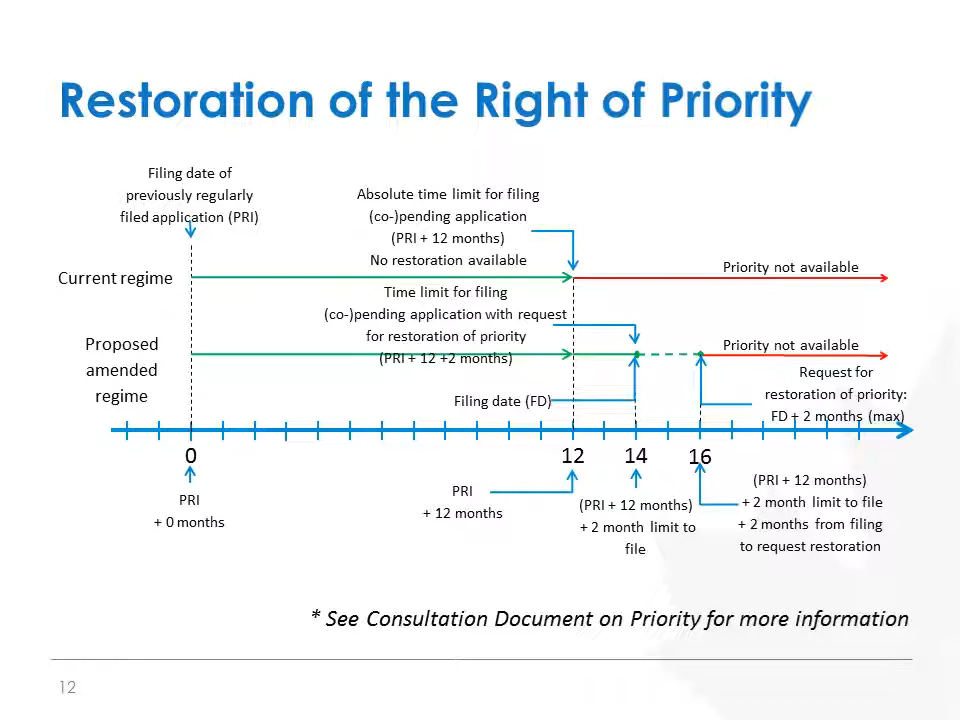 Restoration of the Right of Priority
Filing date of
previously regularly
filed application (PRI)
Absolute time limit for filing
(co-)pending application
(PRI + 12 months)
No restoration available
Current regime
Priority not available
Time limit for filing
(co-)pending application with request
for restoration of priority
(PRI + 12 +2 months)
Proposed
amended
regime
Priority not available
Request for
restoration of priority:
FD + 2 months (max)
Filing date (FD)
0
12
14
16
PRI
+ 0 months
PRI
+ 12 months
(PRI + 12 months)
+ 2 month limit to
file
(PRI + 12 months)
+ 2 month limit to file
+ 2 months from filing
to request restoration
* See Consultation Document on Priority for more information
12